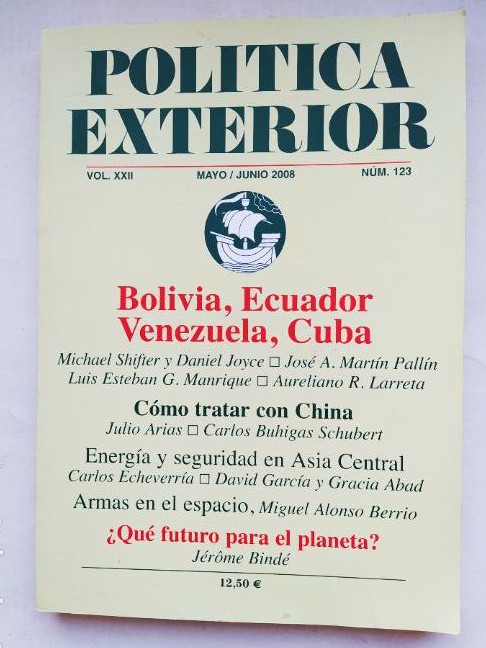 POLITICA
EXTERIOR
VOL. XXII MAYO / JUNIO 2008 NÚM. 123
Bolivia, Ecuador
Venezuela, Cuba
Michael Shifter y Daniel Joyce □ José A. Martín Pallín
Luis Esteban G. Manrique □ Aureliano R. Larreta
Cómo tratar con China
Julio Arias □ Carlos Buhigas Schubert
Energía y seguridad en Asia Central
Carlos Echeverría □ David García y Gracia Abad
Armas en el espacio, Miguel Alonso Berrio
¿Qué futuro para el planeta?
Jérôme Bindé
12,50 €